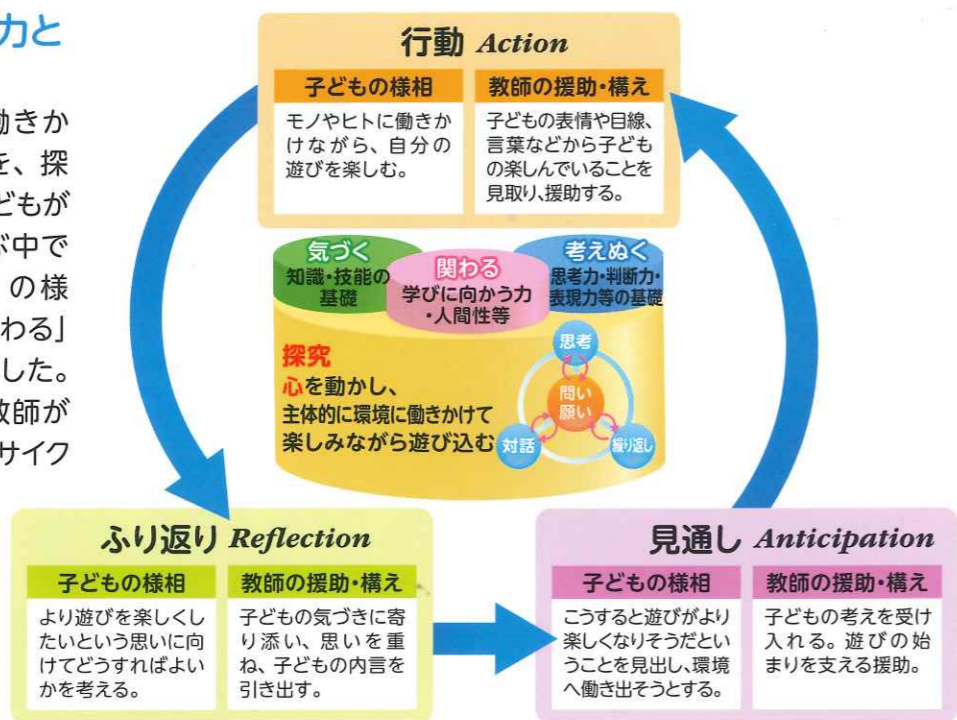 力と
働きか
を、探
どもが
ぶ中で
」の様
わる」
した。
教師が
サイク
行動 Action
子どもの様相
モノやヒトに働きか
けながら、自分の
遊びを楽しむ。
教師の援助・構え
子どもの表情や目線、
言葉などから子ども
の楽しんでいることを
見取り、援助する。
気づく
知識・技能の
基礎
関わる
学びに向かう力
・人間性等
考えぬく
思考力・判断力・
表現力等の基礎
探究
心を動かし、
主体的に環境に働きかけて
楽しみながら遊び込む
思考
問い
願い
対話
繰り返し
ふり返り Reflection
子どもの様相
より遊びを楽しくし
たいという思いに向
けてどうすればよい
かを考える。
教師の援助・構え
子どもの気づきに寄
り添い、思いを重
ね、子どもの内言を
引き出す。
見通し Anticipation
子どもの様相
こうすると遊びがより
楽しくなりそうだとい
うことを見出し、環境
へ働き出そうとする。
教師の援助・構え
子どもの考えを受け
入れる。遊びの始
まりを支える援助。